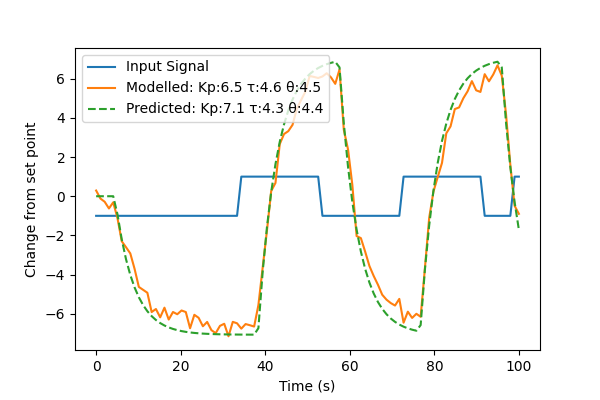 Input Signal
Modelled: Kp:6.5 τ:4.6 θ:4.5
Predicted: Kp:7.1 τ:4.3 θ:4.4
Change from set point
6
4
2
0
−2
−4
−6
0 20 40 60 80 100
Time (s)